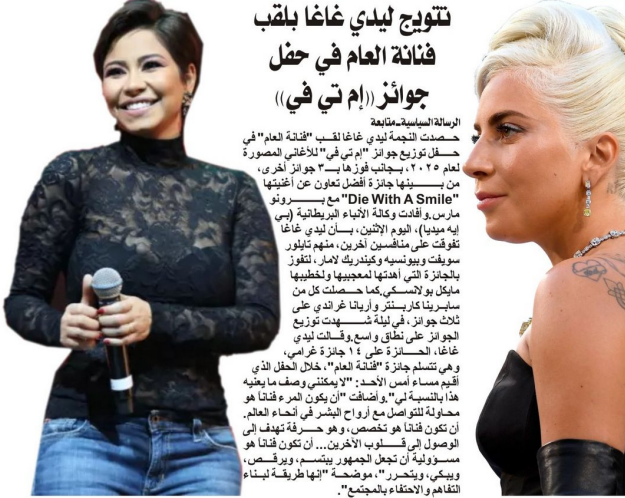 تتويج ليدي غاغا بلقب
فنانة العام في حفل
جوائز ((إم تي في))
الرسالة السياسية-متابعة
حصدت النجمة ليدي غاغا لقب "فنانة العام" في
حفل توزيع جوائز "إم تي في" للأغاني المصورة
لعام ٢٠٢٥، بجانب فوزها بـ٣ جوائز أخرى،
من بينها جائزة أفضل تعاون عن أغنيتها
"Die With A Smile" مع برونو
مارس.وأفادت وكالة الأنباء البريطانية (بي
إيه ميديا)، اليوم الإثنين، بأن ليدي غاغا
تفوقت على منافسين آخرين، منهم تايلور
سويفت وبيونسيه وكيندريك لامار، لتفوز
بالجائزة التي أهدتها لمعجبيها ولخطيبها
مايكل بولانسكي.كما حصلت كل من
سابرينا كاربنتر وأريانا غراندي على
ثلاث جوائز، في ليلة شهدت توزيع
الجوائز على نطاق واسع.وقالت ليدي
غاغا، الحائزة على ١٤ جائزة غرامي،
وهي تتسلم جائزة "فنانة العام"، خلال الحفل الذي
أقيم مساء أمس الأحد: "لا يمكنني وصف ما يعنيه
هذا بالنسبة لي".وأضافت "أن يكون المرء فناناً هو
محاولة للتواصل مع أرواح البشر في أنحاء العالم.
أن تكون فناناً هو تخصص، وهو حرفة تهدف إلى
الوصول إلى قلوب الآخرين... أن تكون فناناً هو
مسؤولية أن تجعل الجمهور يبتسم، ويرقص،
ويبكي، ويتحرر"، موضحة "إنها طريقة لبناء
التفاهم والاحتفاء بالمجتمع".